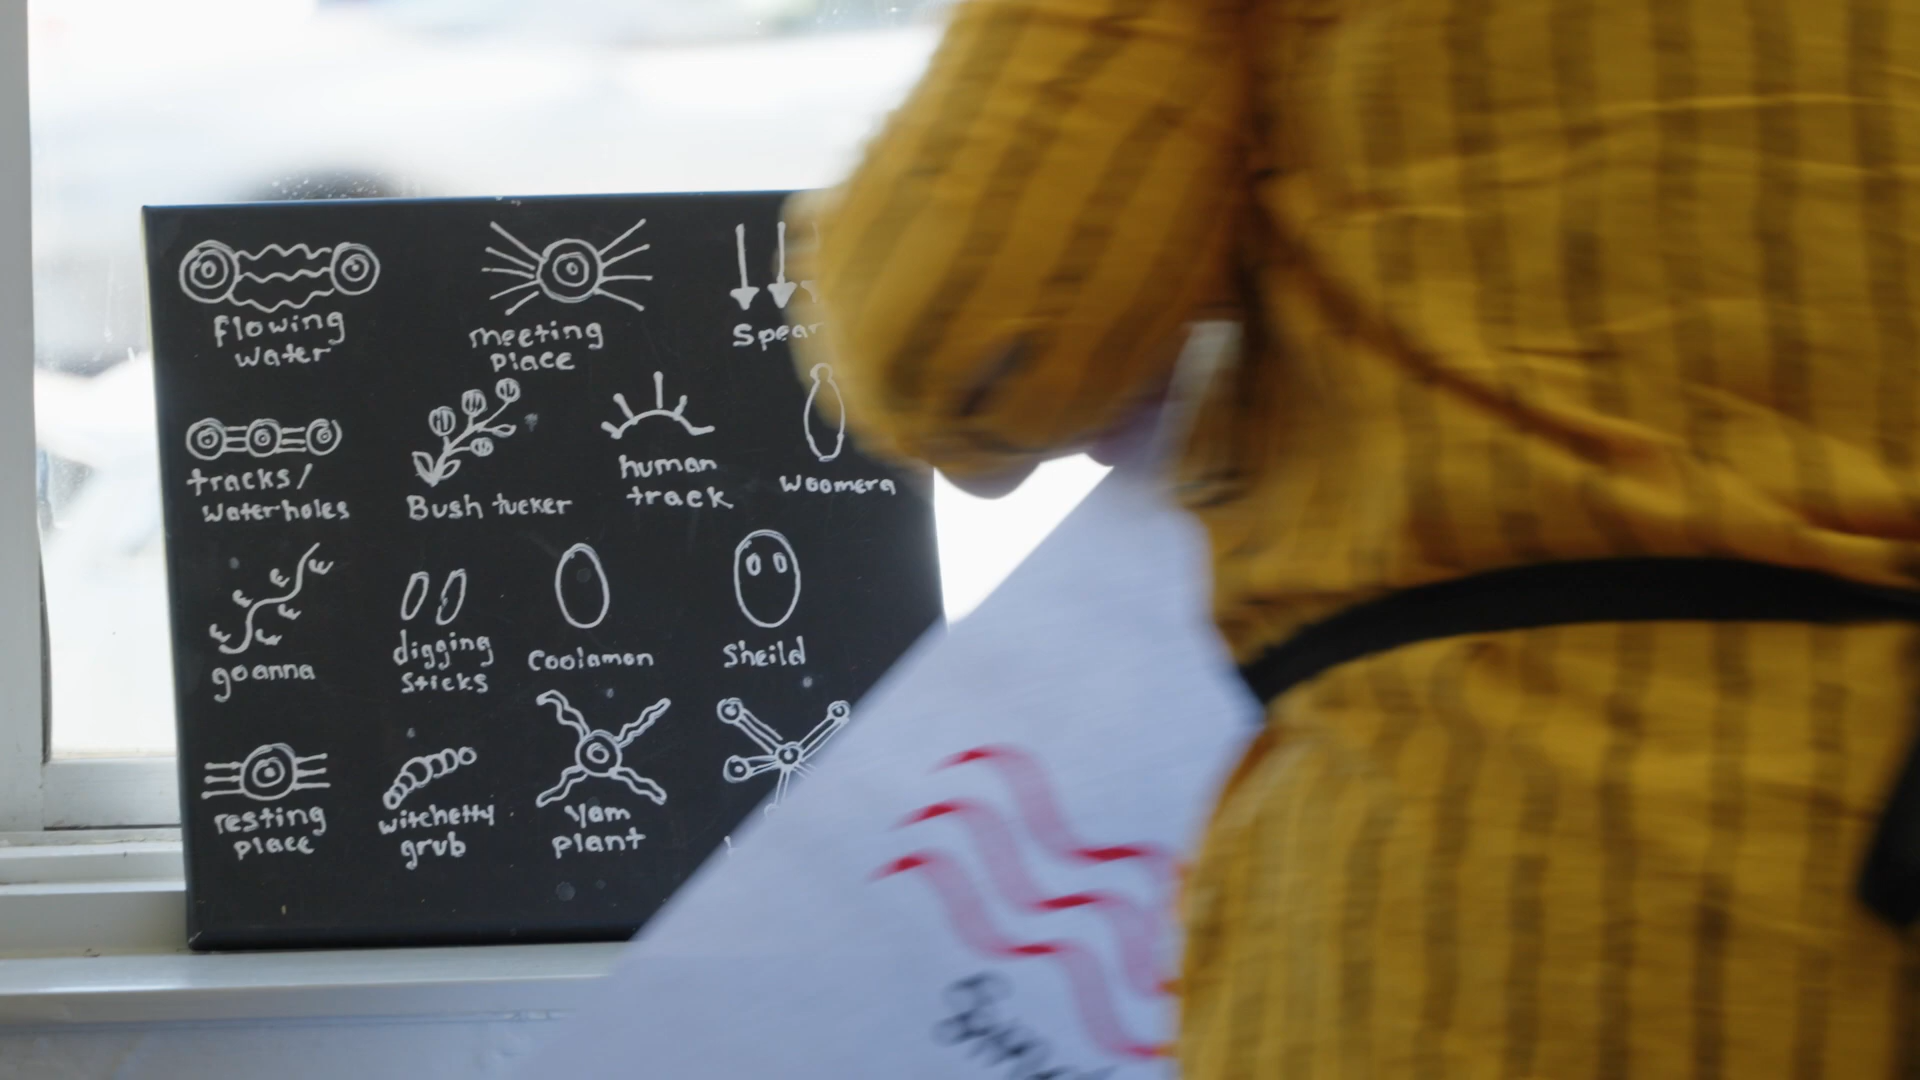 flowing
water
meeting
place
Spear
tracks/
waterholes
Bush tucker
human
track
woomera
goanna
digging
sticks
Coolamon
Sheild
resting
place
witchetty
grub
Yam
plant